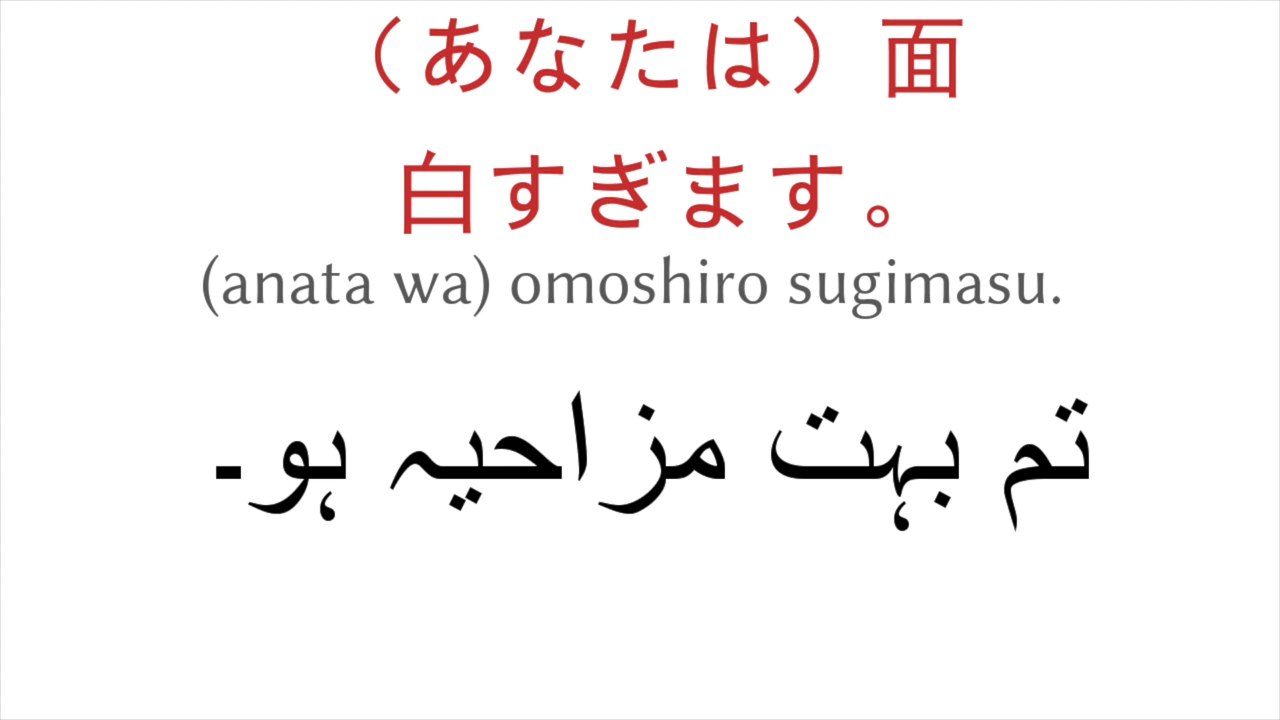 （あなたは）面
白すぎます。
(anata wa) omoshiro sugimasu.
تم بہت مزاحیہ ہو۔